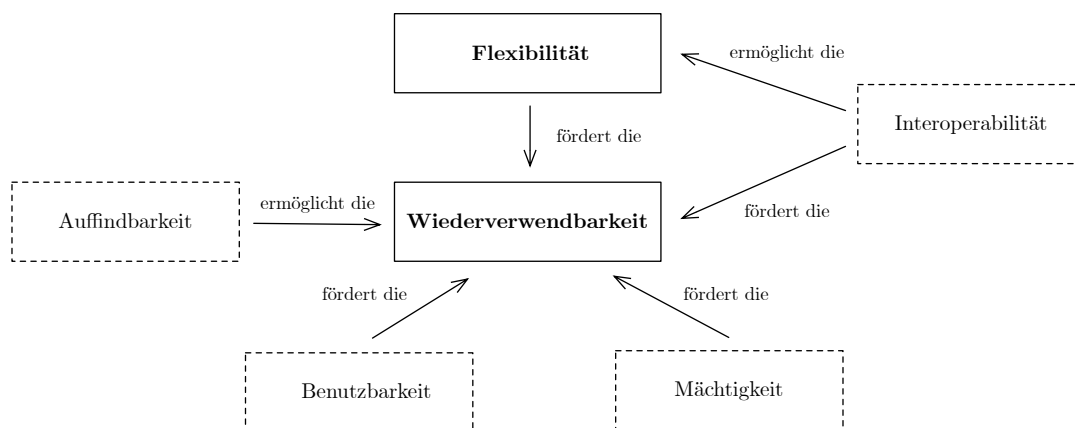 Flexibilität
ermöglicht die
Interoperabilität
fördert die
Auffindbarkeit
ermöglicht die
Wiederverwendbarkeit
fördert die
fördert die
fördert die
Benutzbarkeit
Mächtigkeit